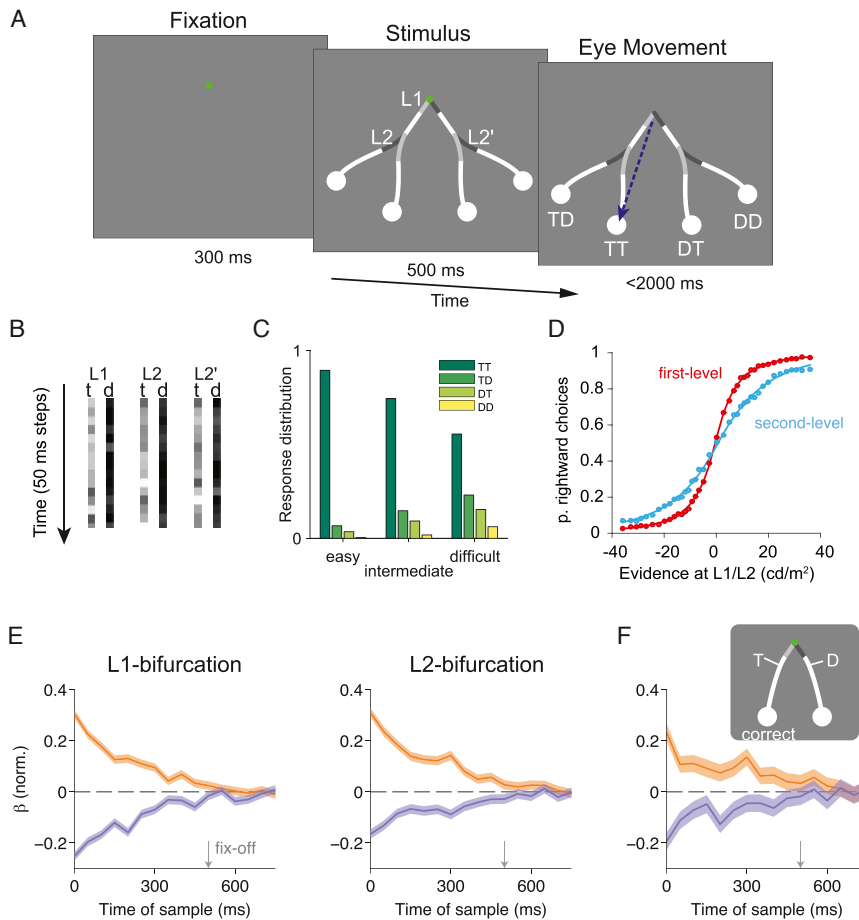 A
Fixation
Stimulus
Eye Movement
L1
L2
L2'
TD
TT
DT
DD
300 ms
500 ms
<2000 ms
Time
B
L1 L2 L2'
t d t d t d
Time (50 ms steps)
C
Response distribution
1
0
TT
TD
DT
DD
easy
intermediate
difficult
D
p. rightward choices
1
0.8
0.6
0.4
0.2
0
first-level
second-level
-40 -20 0 20 40
Evidence at L1/L2 (cd/m²)
E
L1-bifurcation
β (norm.)
0.4
0.2
0
−0.2
fix-off
0 300 600
Time of sample (ms)
L2-bifurcation
0.4
0.2
0
−0.2
0 300 600
Time of sample (ms)
F
T D
correct
0.4
0.2
0
−0.2
0 300 600
Time of sample (ms)